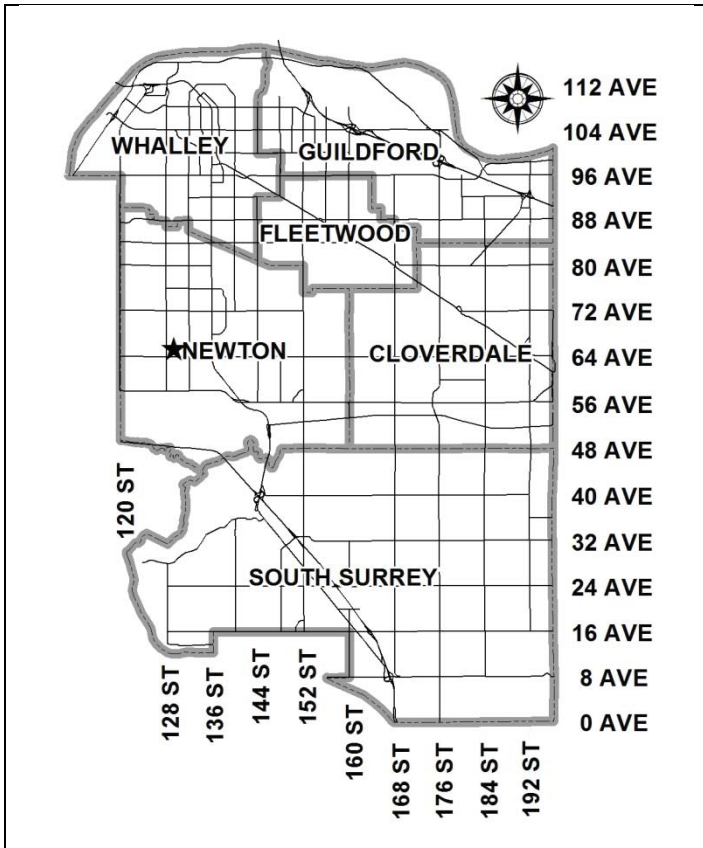 112 AVE
104 AVE
WHALLEY
GUILDFORD
96 AVE
88 AVE
FLEETWOOD
80 AVE
72 AVE
NEWTON
CLOVERDALE
64 AVE
56 AVE
48 AVE
120 ST
40 AVE
32 AVE
SOUTH SURREY
24 AVE
16 AVE
128 ST
136 ST
144 ST
152 ST
160 ST
8 AVE
0 AVE
168 ST
176 ST
184 ST
192 ST